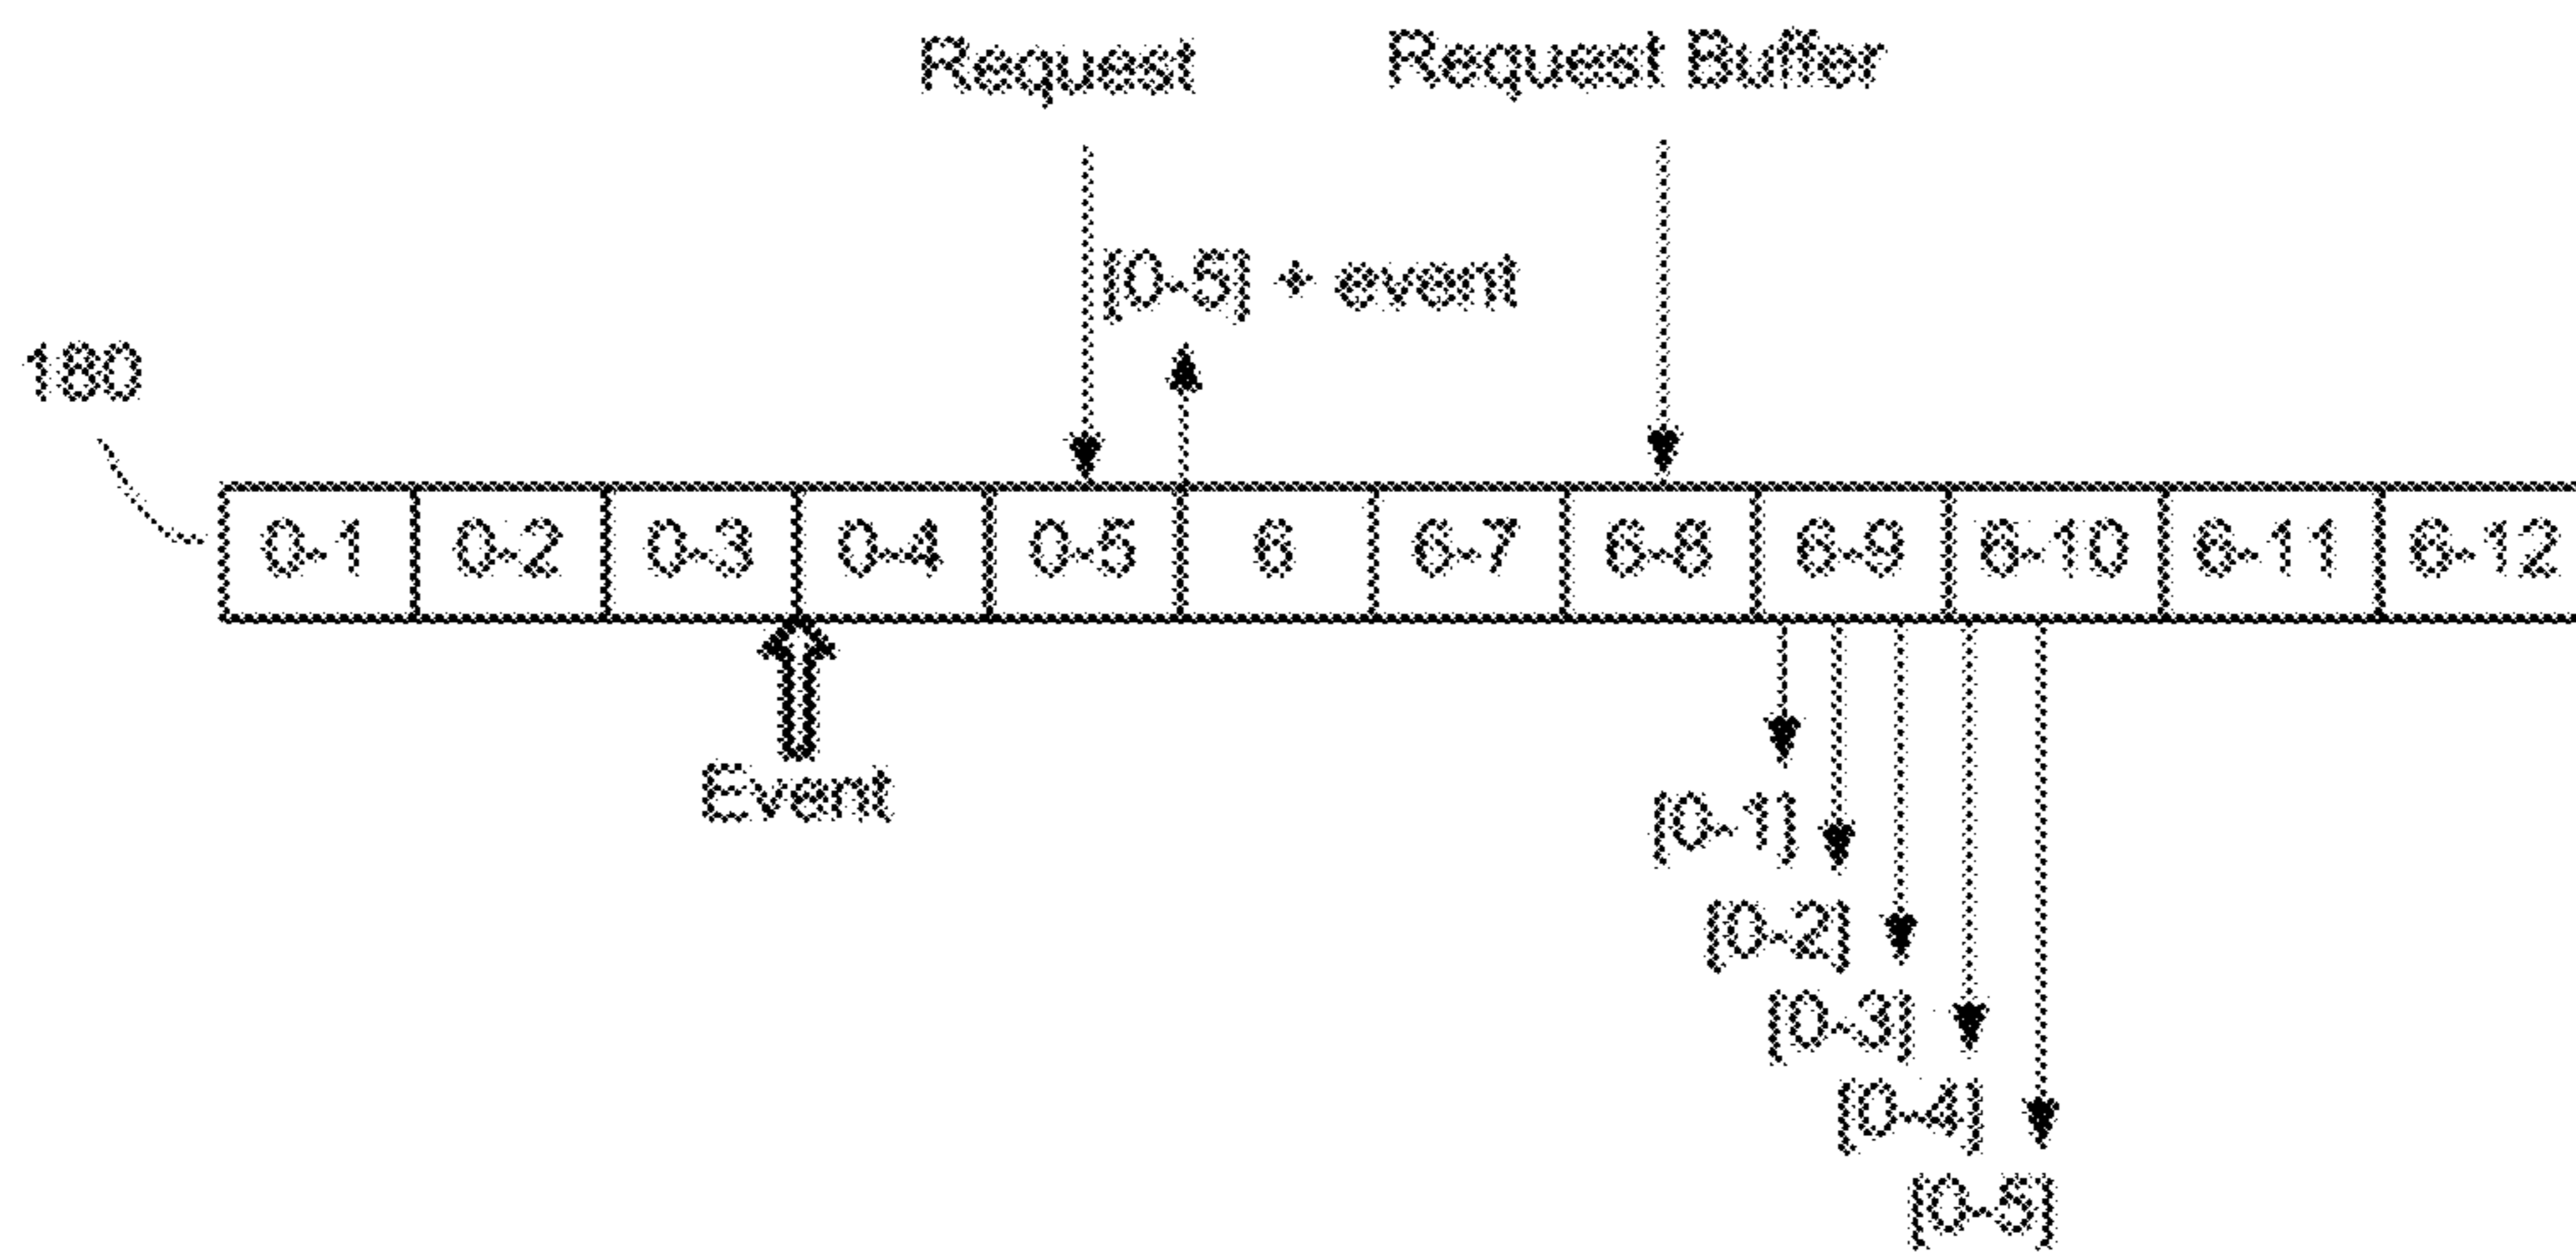 Request Request Buffer
[0-5] + event
180
0-1 0-2 0-3 0-4 0-5 6 6-7 6-8 6-9 6-10 6-11 6-12
Event
[0-1]
[0-2]
[0-3]
[0-4]
[0-5]